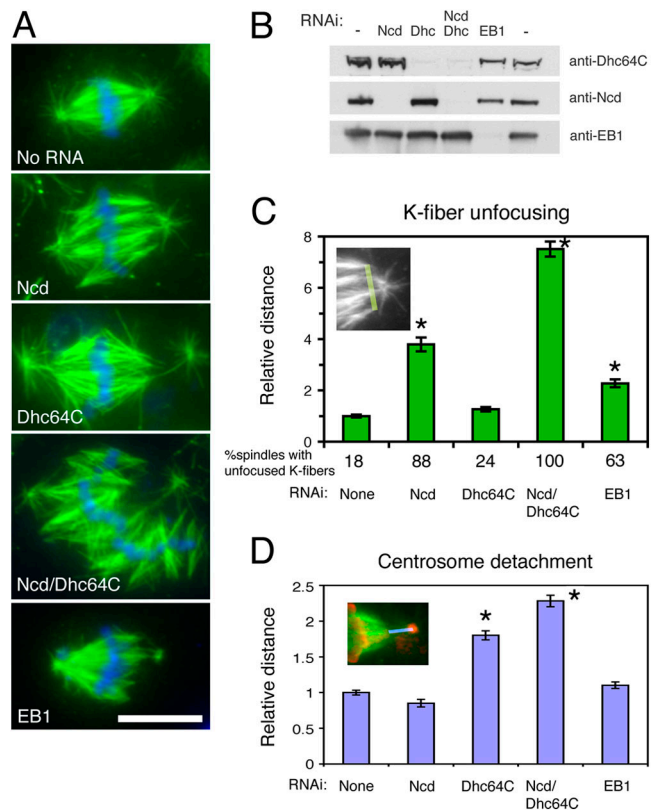 A
No RNA
Ncd
Dhc64C
Ncd/Dhc64C
EB1
B
RNAi:
- Ncd Dhc Ncd Dhc EB1 -
anti-Dhc64C
anti-Ncd
anti-EB1
C
K-fiber unfocusing
Relative distance
8
6
4
2
0
*
*
*
%spindles with
unfocused K-fibers
18 88 24 100 63
RNAi: None Ncd Dhc64C Ncd/ EB1
Dhc64C
D
Centrosome detachment
Relative distance
2.5
2
1.5
1
0.5
0
*
*
RNAi: None Ncd Dhc64C Ncd/ EB1
Dhc64C